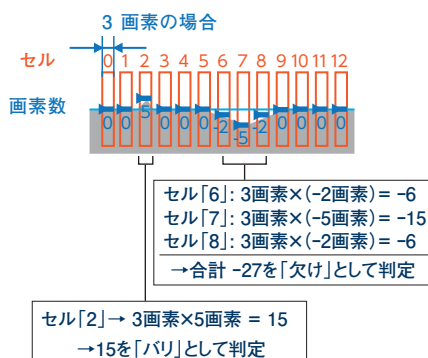 3 画素の場合
セル 0 1 2 3 4 5 6 7 8 9 10 11 12
画素数 0 0 5 0 0 0 -2 -5 -2 0 0 0 0
セル「6」: 3画素×(-2画素) = -6
セル「7」: 3画素×(-5画素) = -15
セル「8」: 3画素×(-2画素) = -6
→合計 -27を「欠け」として判定
セル「2」→ 3画素×5画素 = 15
→15を「バリ」として判定